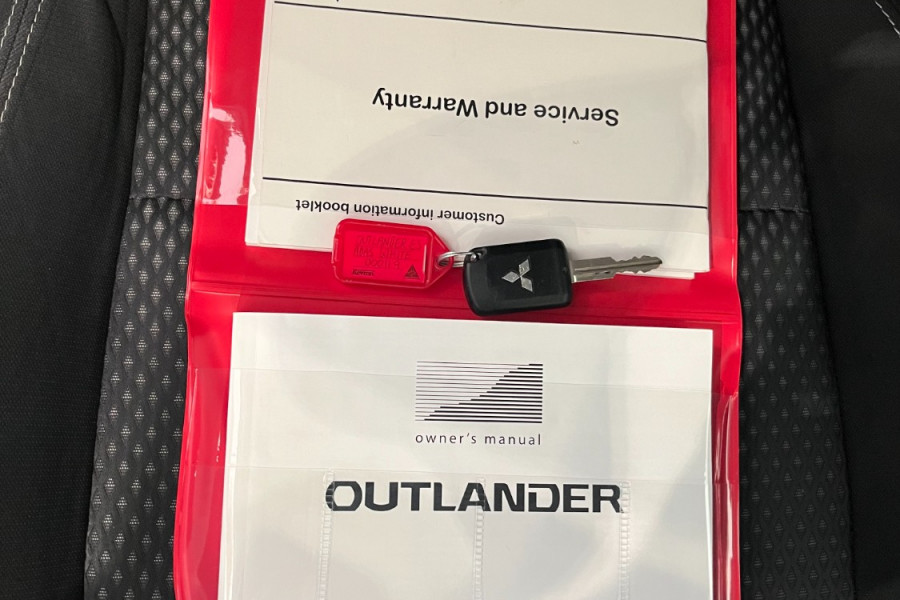 Service and Warranty
Customer information booklet
owner's manual
OUTLANDER